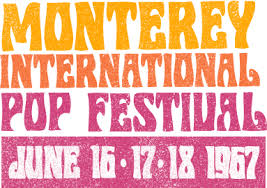 MONTEREY
INTERNATIONAL
POP FESTIVAL
JUNE 16·17·18 1967